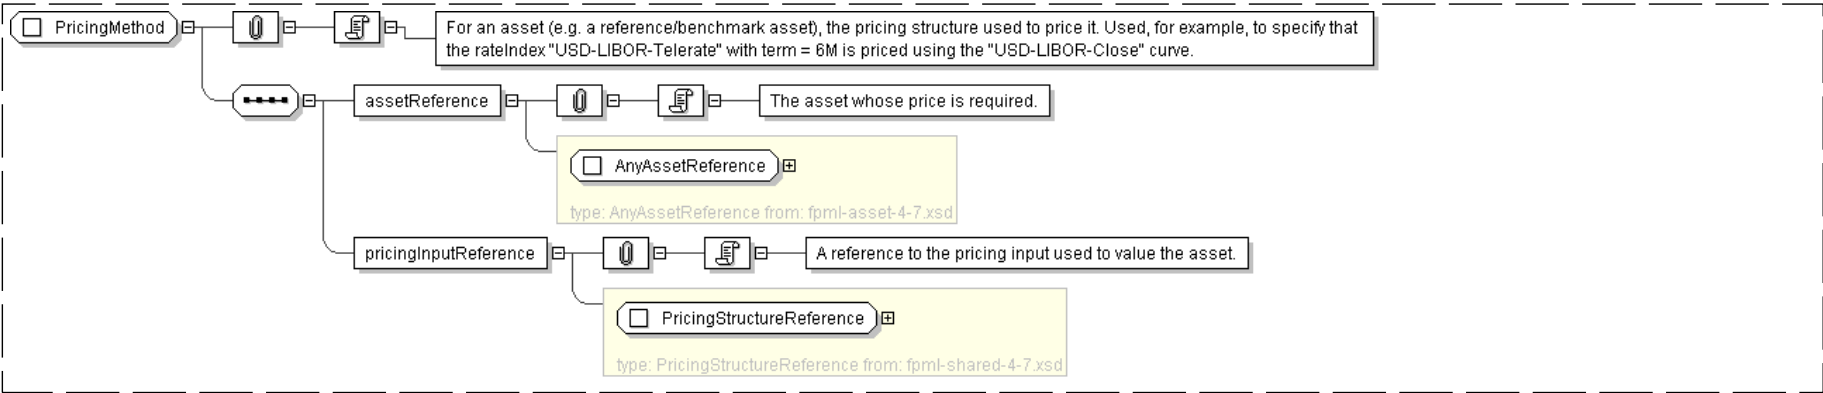 PricingMethod
For an asset (e.g. a reference/benchmark asset), the pricing structure used to price it. Used, for example, to specify that
the rateIndex "USD-LIBOR-Telerate" with term = 6M is priced using the "USD-LIBOR-Close" curve.
assetReference
The asset whose price is required.
AnyAssetReference
type: AnyAssetReference from: fpml-asset-4-7.xsd
pricingInputReference
A reference to the pricing input used to value the asset.
PricingStructureReference
type: PricingStructureReference from: fpml-shared-4-7.xsd